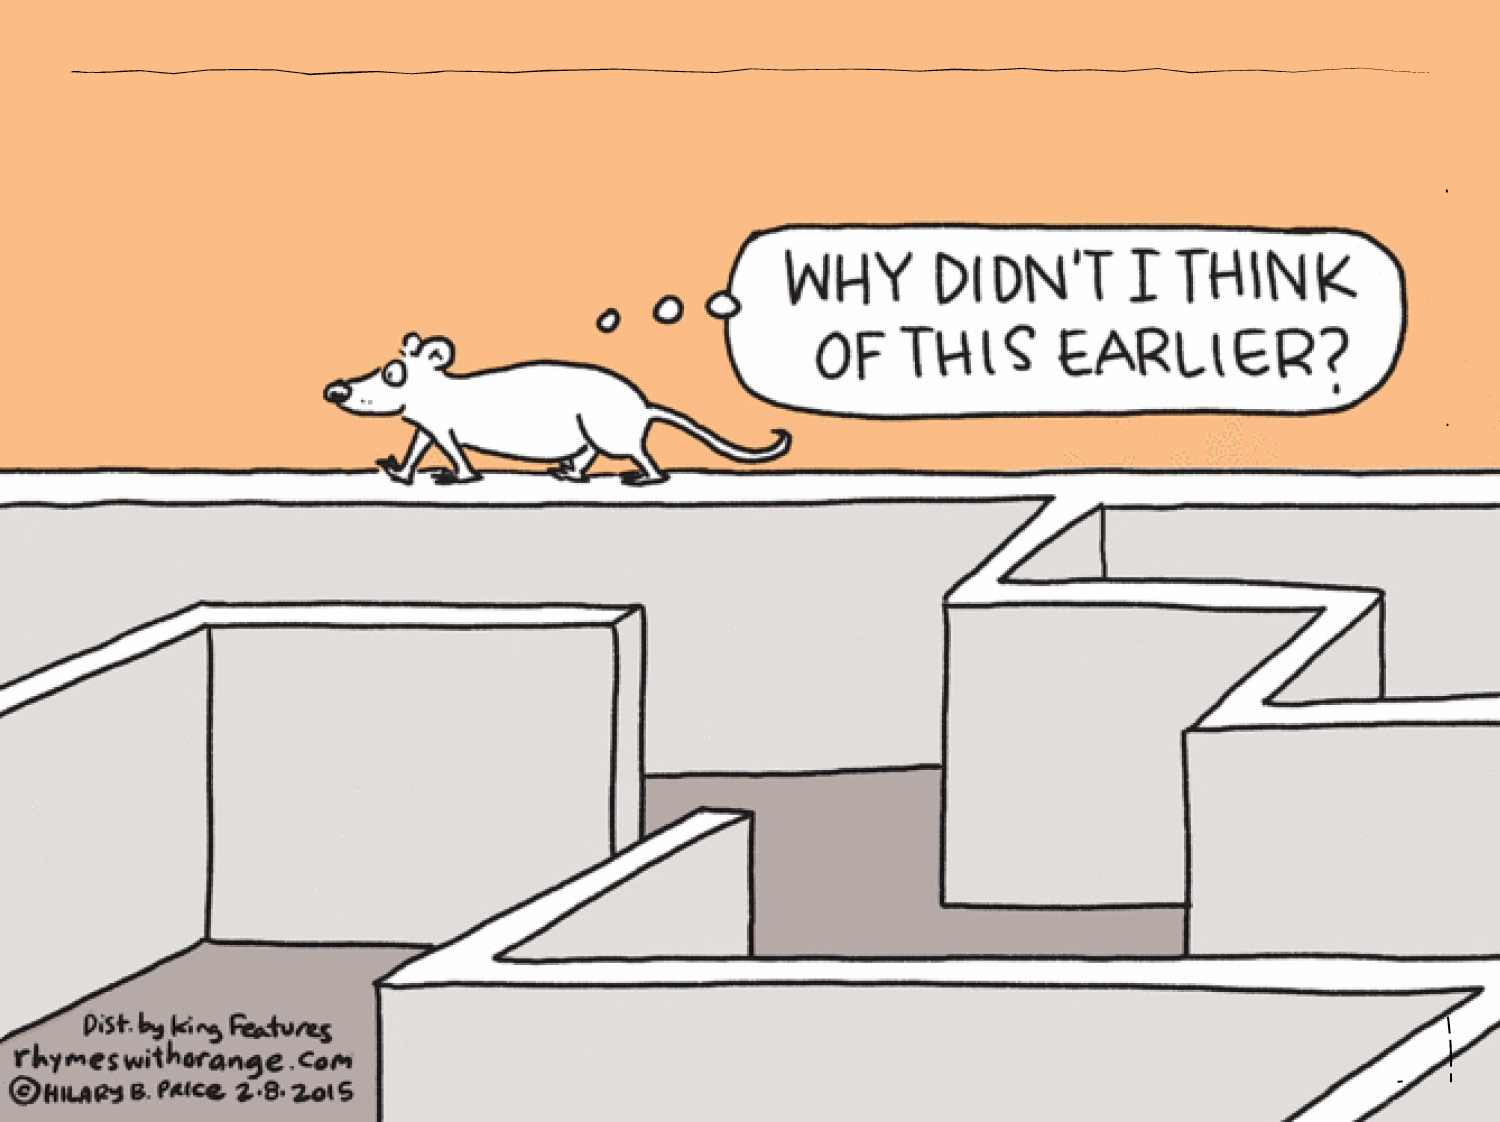 WHY DIDN'T I THINK
OF THIS EARLIER?
Dist. by King Features
rhymeswithorange.com
©HILARY B. PRICE 2.8.2015